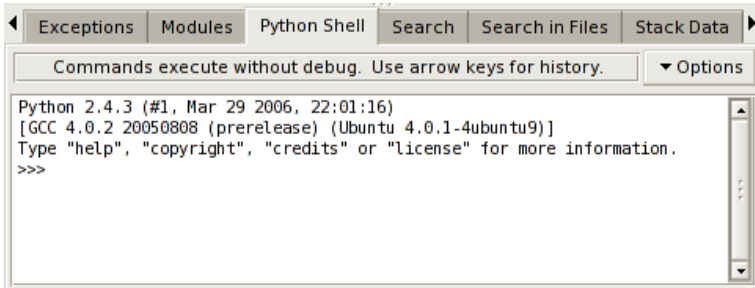 Exceptions Modules Python Shell Search Search in Files Stack Data
Commands execute without debug. Use arrow keys for history. Options
Python 2.4.3 (#1, Mar 29 2006, 22:01:16)
[GCC 4.0.2 20050808 (prerelease) (Ubuntu 4.0.1-4ubuntu9)]
Type "help", "copyright", "credits" or "license" for more information.
>>>